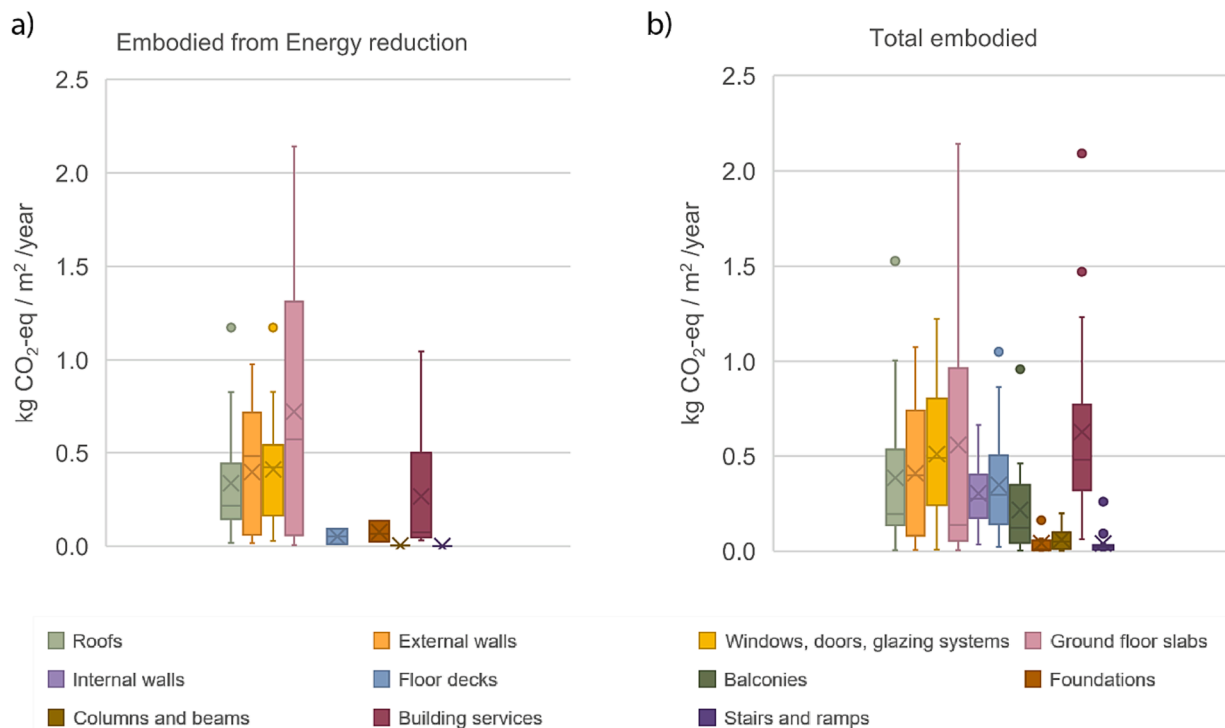 a)
Embodied from Energy reduction
kg CO₂-eq / m² /year
2.5
2.0
1.5
1.0
0.5
0.0
b)
Total embodied
kg CO₂-eq / m² /year
2.5
2.0
1.5
1.0
0.5
0.0
Roofs External walls Windows, doors, glazing systems Ground floor slabs
Internal walls Floor decks Balconies Foundations
Columns and beams Building services Stairs and ramps